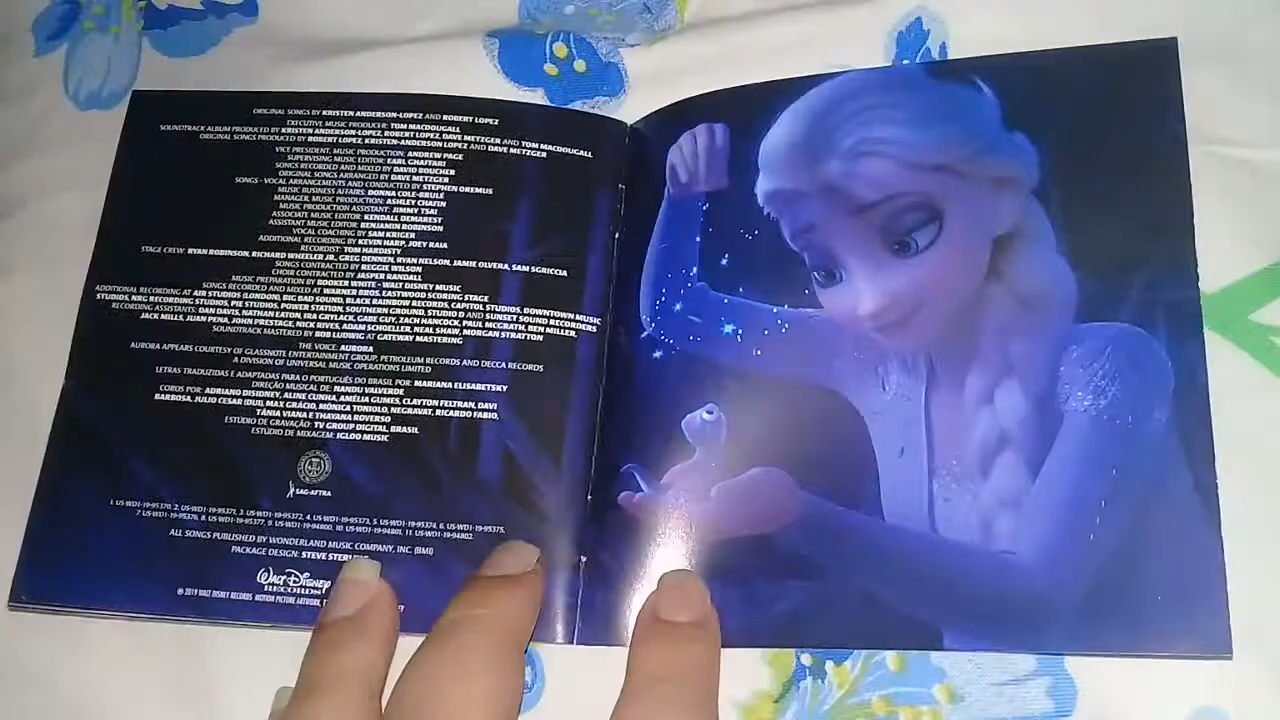 ORIGINAL SONGS BY KRISTEN ANDERSON-LOPEZ AND ROBERT LOPEZ
EXECUTIVE MUSIC PRODUCER: TOM MACDOUGALL
SOUNDTRACK ALBUM PRODUCED BY KRISTEN ANDERSON-LOPEZ, ROBERT LOPEZ, DAVE METZGER AND TOM MACDOUGALL
ORIGINAL SONGS PRODUCED BY ROBERT LOPEZ, KRISTEN-ANDERSON LOPEZ AND DAVE METZGER
VICE PRESIDENT, MUSIC PRODUCTION: ANDREW PAGE
SUPERVISING MUSIC EDITOR: EARL GHAFFARI
SONGS RECORDED AND MIXED BY DAVID BOUCHER
ORIGINAL SONGS ARRANGED BY DAVE METZGER
SONGS - VOCAL ARRANGEMENTS AND CONDUCTED BY STEPHEN OREMUS
MUSIC BUSINESS AFFAIRS: DONNA COLE-BRULÉ
MANAGER, MUSIC PRODUCTION: ASHLEY CHAFIN
MUSIC PRODUCTION ASSISTANT: JIMMY TSAI
ASSOCIATE MUSIC EDITOR: KENDALL DEMAREST
ASSISTANT MUSIC EDITOR: BENJAMIN ROBINSON
VOCAL COACHING BY SAM KRIGER
ADDITIONAL RECORDING BY KEVIN HARP, JOEY RAIA
RECORDIST: TOM HARDISTY
STAGE CREW: RYAN ROBINSON, RICHARD WHEELER JR, GREG DENNEN, RYAN NELSON, JAMIE OLVERA, SAM SGRICCIA
SONGS CONTRACTED BY REGGIE WILSON
CHOIR CONTRACTED BY JASPER RANDALL
MUSIC PREPARATION BY BOOKER WHITE - WALT DISNEY MUSIC
SONGS RECORDED AND MIXED AT WARNER BROS. EASTWOOD SCORING STAGE
ADDITIONAL RECORDING AT AIR STUDIOS (LONDON), BIG BAD SOUND, BLACK RAINBOW RECORDS, CAPITOL STUDIOS, DOWNTOWN MUSIC
STUDIOS, NRG RECORDING STUDIOS, PIE STUDIOS, POWER STATION, SOUTHERN GROUND, STUDIO D AND SUNSET SOUND RECORDERS
RECORDING ASSISTANTS: DAN DAVIS, NATHAN EATON, IRA GRYLACK, GABE GUY, ZACH HANCOCK, PAUL MCGRATH, BEN MILLER,
JACK MILLS, JUAN PENA, JOHN PRESTAGE, NICK RIVES, ADAM SCHOELLER, NEAL SHAW, MORGAN STRATTON
SOUNDTRACK MASTERED BY BOB LUDWIG AT GATEWAY MASTERING
THE VOICE: AURORA
AURORA APPEARS COURTESY OF GLASSNOTE ENTERTAINMENT GROUP, PETROLEUM RECORDS AND DECCA RECORDS
A DIVISION OF UNIVERSAL MUSIC OPERATIONS LIMITED
LETRAS TRADUZIDAS E ADAPTADAS PARA O PORTUGUÊS DO BRASIL POR: MARIANA ELISABETSKY
DIREÇÃO MUSICAL DE: NANDU VALVERDE
COROS POR: ADRIANO DISIDNEY, ALINE CUNHA, AMÉLIA GUMES, CLAYTON FELTRAN, DAVI
BARBOSA, JULIO CESAR (DUI), MAX GRÁCIO, MÔNICA TONIOLO, NEGRAVAT, RICARDO FABIO,
TÂNIA VIANA E THAYANA ROVERSO
ESTÚDIO DE GRAVAÇÃO: TV GROUP DIGITAL, BRASIL
ESTÚDIO DE MIXAGEM: IGLOO MUSIC
SAG-AFTRA
1. US-WD1-19-95370, 2. US-WD1-19-95371, 3. US-WD1-19-95372, 4. US-WD1-19-95373, 5. US-WD1-19-95374, 6. US-WD1-19-95375,
7. US-WD1-19-95376, 8. US-WD1-19-95377, 9. US-WD1-19-94800, 10. US-WD1-19-94801, 11. US-WD1-19-94802.
ALL SONGS PUBLISHED BY WONDERLAND MUSIC COMPANY, INC. (BMI)
PACKAGE DESIGN: STEVE
WALT DISNEY
RECORDS
© 2019 WALT DISNEY RECORDS MOTION PICTURE ARTWORK,